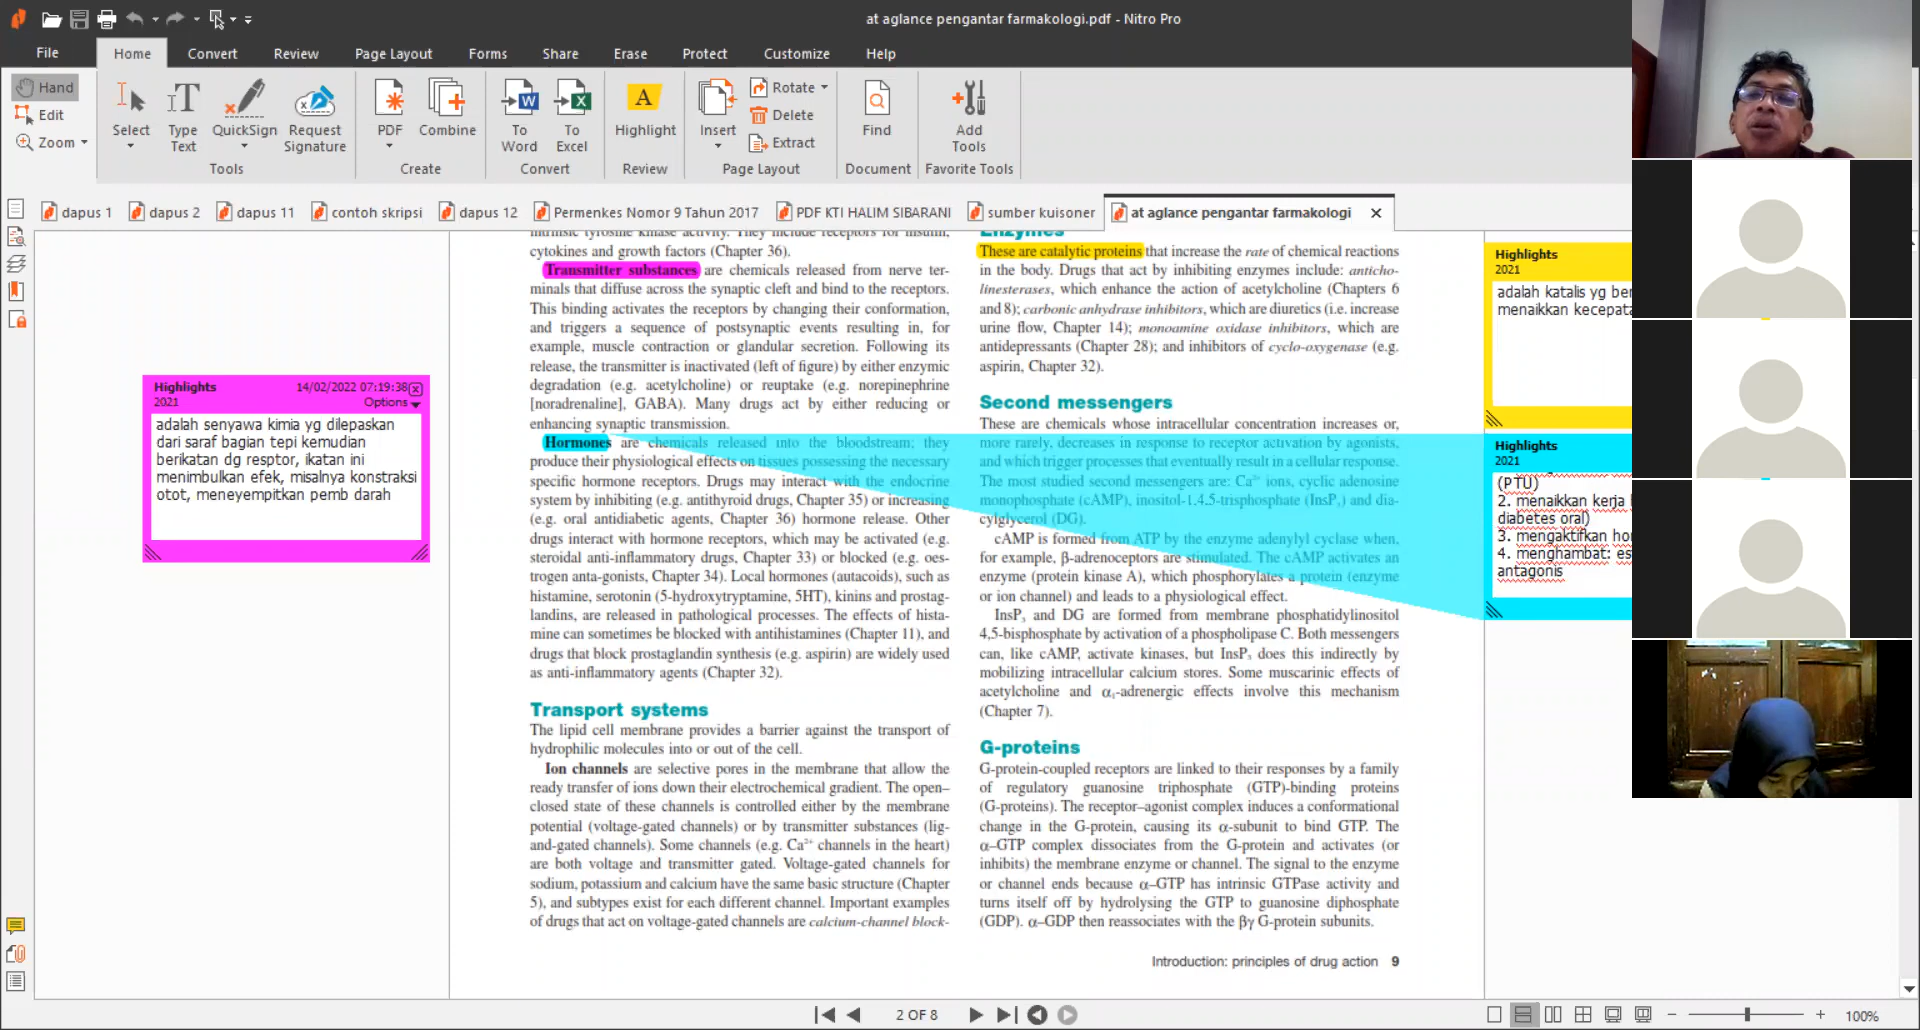 at aglance pengantar farmakologi.pdf - Nitro Pro
File
Home
Convert
Review
Page Layout
Forms
Share
Erase
Protect
Customize
Help
Hand
Edit
Zoom
Select
Type Text
QuickSign
Request Signature
Tools
PDF
Combine
Create
To Word
To Excel
Convert
Highlight
Review
Insert
Rotate
Delete
Extract
Page Layout
Find
Document
Add Tools
Favorite Tools
dapus 1
dapus 2
dapus 11
contoh skripsi
dapus 12
Permenkes Nomor 9 Tahun 2017
PDF KTI HALIM SIBARANI
sumber kuisoner
at aglance pengantar farmakologi
Highlights 14/02/2022 07:19:38
2021 Options
adalah senyawa kimia yg dilepaskan
dari saraf bagian tepi kemudian
berikatan dg resptor, ikatan ini
menimbulkan efek, misalnya konstraksi
otot, meneyempitkan pemb darah
intrinsic tyrosine kinase activity. They include receptors for insulin,
cytokines and growth factors (Chapter 36).
Transmitter substances are chemicals released from nerve ter-
minals that diffuse across the synaptic cleft and bind to the receptors.
This binding activates the receptors by changing their conformation,
and triggers a sequence of postsynaptic events resulting in, for
example, muscle contraction or glandular secretion. Following its
release, the transmitter is inactivated (left of figure) by either enzymic
degradation (e.g. acetylcholine) or reuptake (e.g. norepinephrine
[noradrenaline], GABA). Many drugs act by either reducing or
enhancing synaptic transmission.
Hormones are chemicals released into the bloodstream; they
produce their physiological effects on tissues possessing the necessary
specific hormone receptors. Drugs may interact with the endocrine
system by inhibiting (e.g. antithyroid drugs, Chapter 35) or increasing
(e.g. oral antidiabetic agents, Chapter 36) hormone release. Other
drugs interact with hormone receptors, which may be activated (e.g.
steroidal anti-inflammatory drugs, Chapter 33) or blocked (e.g. oes-
trogen anta-gonists, Chapter 34). Local hormones (autacoids), such as
histamine, serotonin (5-hydroxytryptamine, 5HT), kinins and prostag-
landins, are released in pathological processes. The effects of hista-
mine can sometimes be blocked with antihistamines (Chapter 11), and
drugs that block prostaglandin synthesis (e.g. aspirin) are widely used
as anti-inflammatory agents (Chapter 32).
Transport systems
The lipid cell membrane provides a barrier against the transport of
hydrophilic molecules into or out of the cell.
Ion channels are selective pores in the membrane that allow the
ready transfer of ions down their electrochemical gradient. The open–
closed state of these channels is controlled either by the membrane
potential (voltage-gated channels) or by transmitter substances (lig-
and-gated channels). Some channels (e.g. Ca²⁺ channels in the heart)
are both voltage and transmitter gated. Voltage-gated channels for
sodium, potassium and calcium have the same basic structure (Chapter
5), and subtypes exist for each different channel. Important examples
of drugs that act on voltage-gated channels are calcium-channel block-
Enzymes
These are catalytic proteins that increase the rate of chemical reactions
in the body. Drugs that act by inhibiting enzymes include: anticho-
linesterases, which enhance the action of acetylcholine (Chapters 6
and 8); carbonic anhydrase inhibitors, which are diuretics (i.e. increase
urine flow, Chapter 14); monoamine oxidase inhibitors, which are
antidepressants (Chapter 28); and inhibitors of cyclo-oxygenase (e.g.
aspirin, Chapter 32).
Second messengers
These are chemicals whose intracellular concentration increases or,
more rarely, decreases in response to receptor activation by agonists,
and which trigger processes that eventually result in a cellular response.
The most studied second messengers are: Ca²⁺ ions, cyclic adenosine
monophosphate (cAMP), inositol-1,4,5-trisphosphate (InsP₃) and dia-
cylglycerol (DG).
cAMP is formed from ATP by the enzyme adenylyl cyclase when,
for example, β-adrenoceptors are stimulated. The cAMP activates an
enzyme (protein kinase A), which phosphorylates a protein (enzyme
or ion channel) and leads to a physiological effect.
InsP₃ and DG are formed from membrane phosphatidylinositol
4,5-bisphosphate by activation of a phospholipase C. Both messengers
can, like cAMP, activate kinases, but InsP₃ does this indirectly by
mobilizing intracellular calcium stores. Some muscarinic effects of
acetylcholine and α₁-adrenergic effects involve this mechanism
(Chapter 7).
G-proteins
G-protein-coupled receptors are linked to their responses by a family
of regulatory guanosine triphosphate (GTP)-binding proteins
(G-proteins). The receptor–agonist complex induces a conformational
change in the G-protein, causing its α-subunit to bind GTP. The
α–GTP complex dissociates from the G-protein and activates (or
inhibits) the membrane enzyme or channel. The signal to the enzyme
or channel ends because α–GTP has intrinsic GTPase activity and
turns itself off by hydrolysing the GTP to guanosine diphosphate
(GDP). α–GDP then reassociates with the βγ G-protein subunits.
Introduction: principles of drug action 9
Highlights
2021
adalah katalis yg
menaikkan
Highlights
2021
(PTU)
2. menaikkan kerja
diabetes oral)
3. mengaktifkan
4. menghambat:
antagonis
2 OF 8
100%